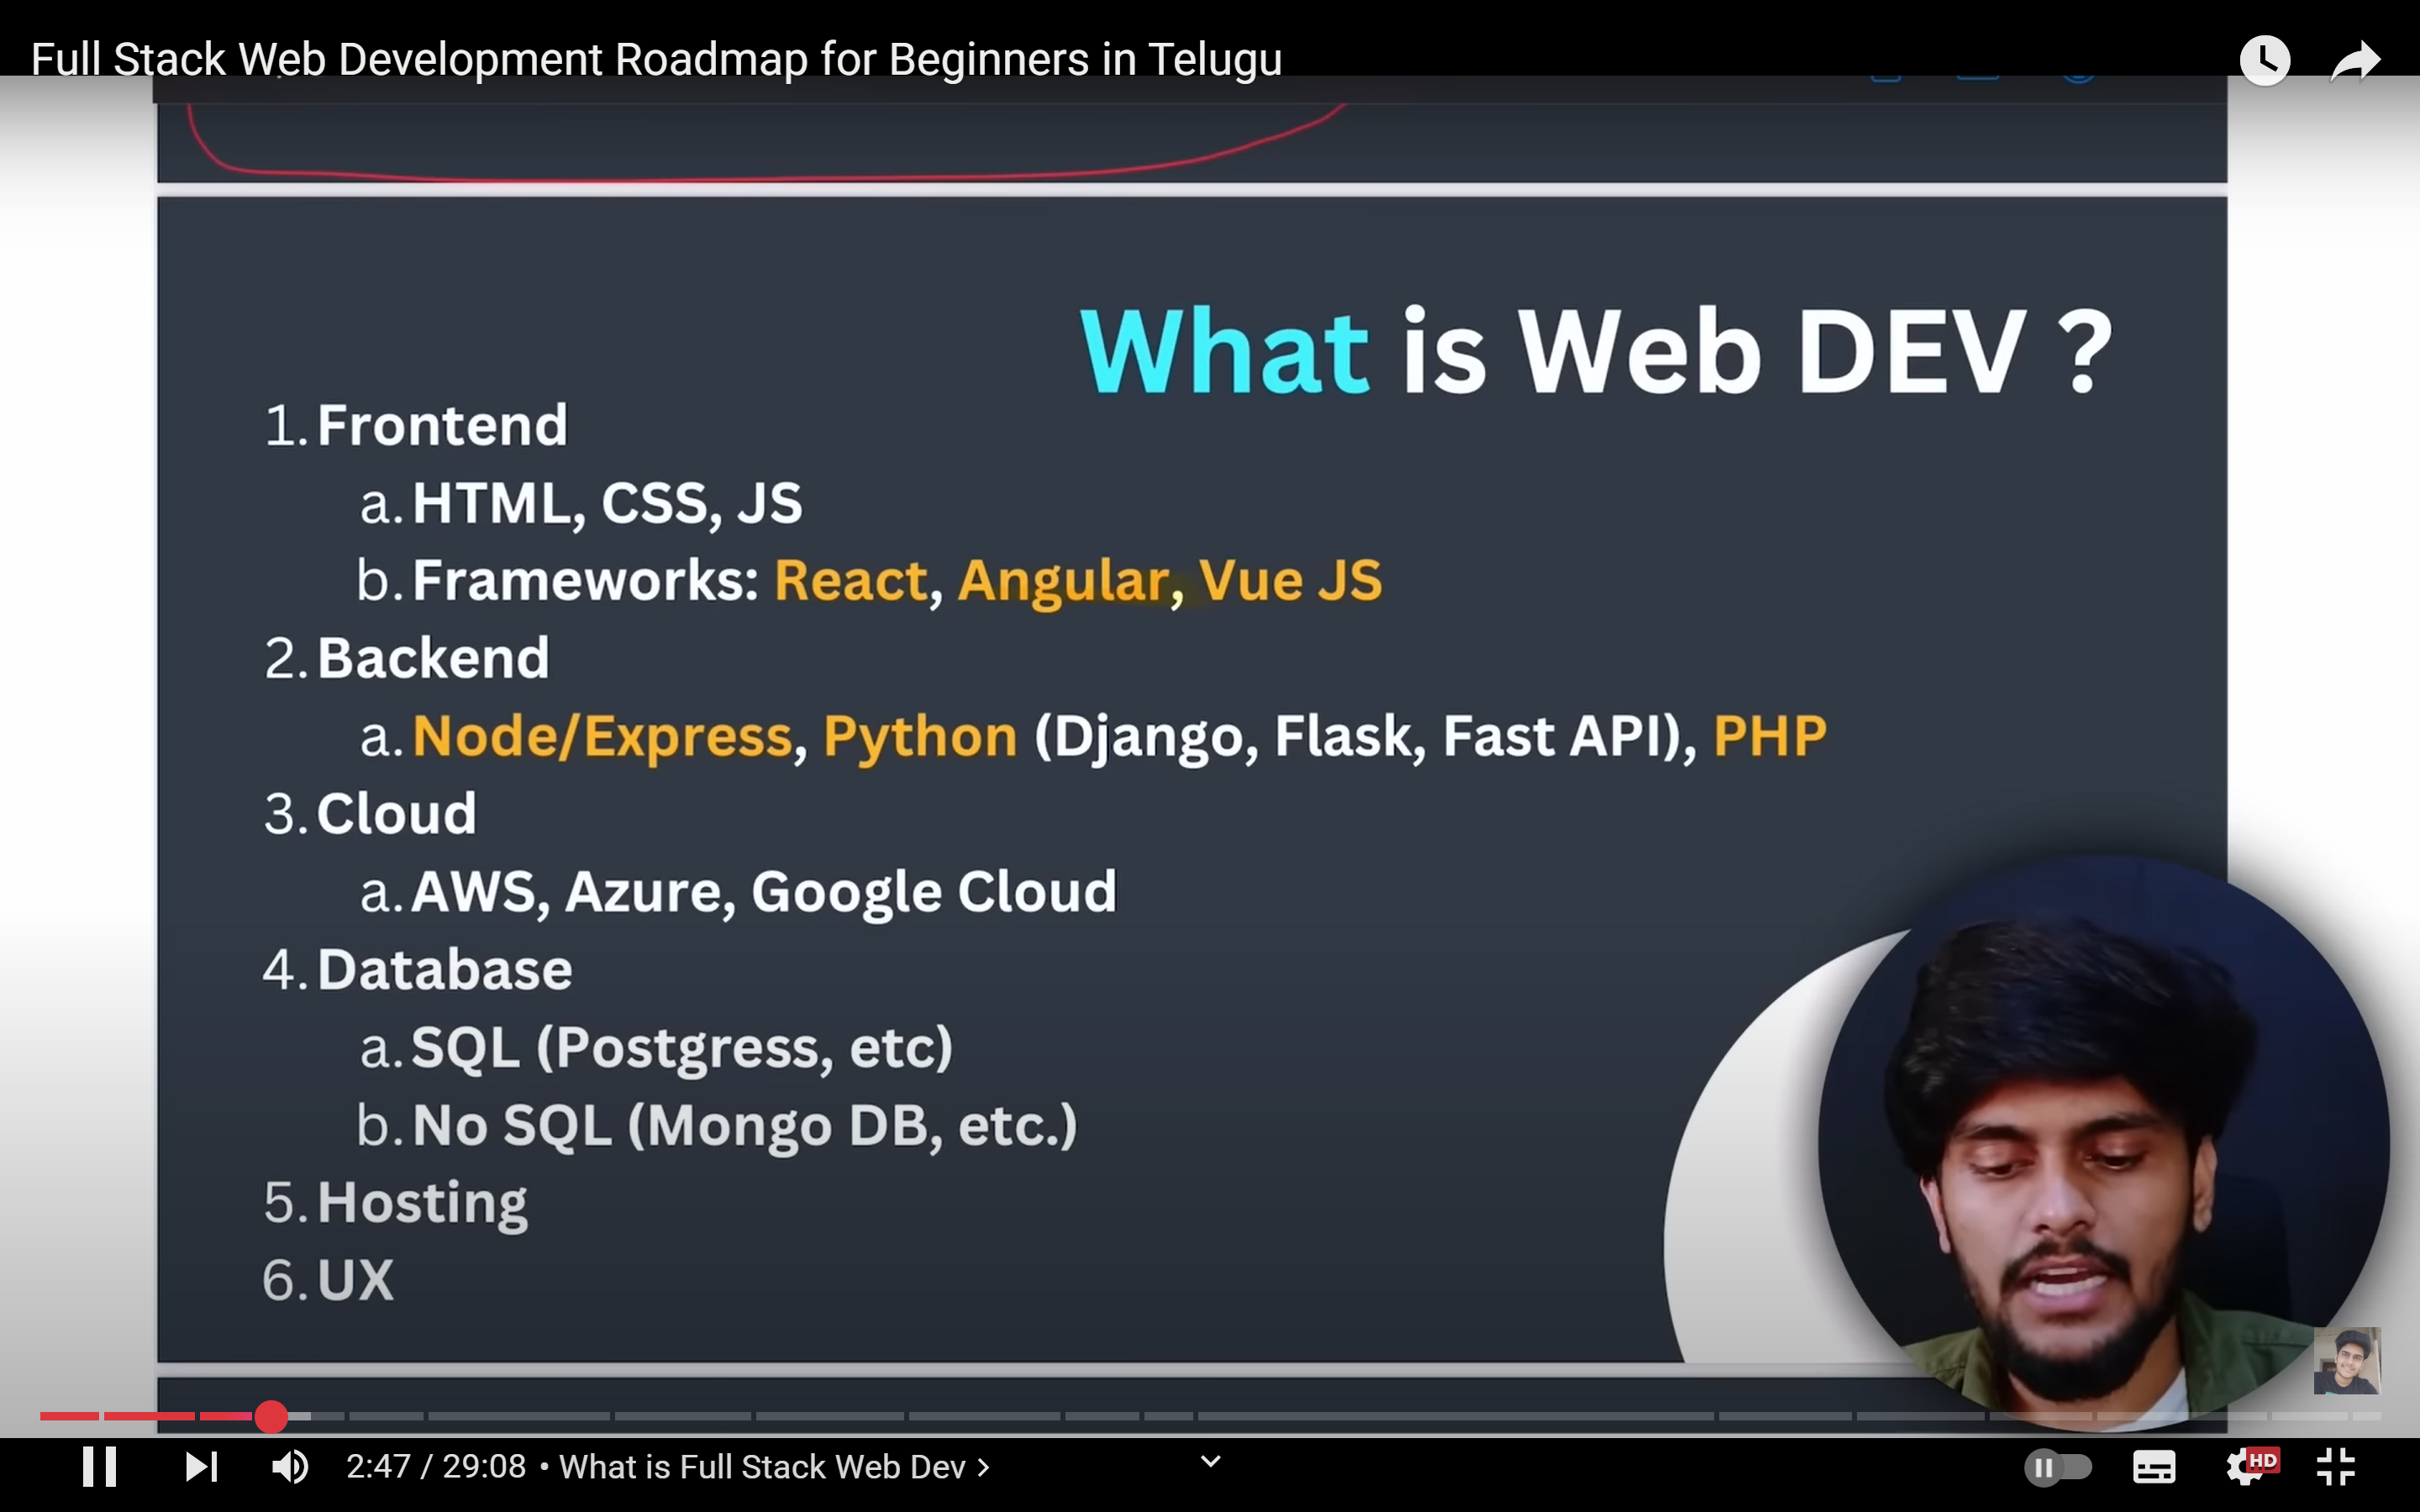 Full Stack Web Development Roadmap for Beginners in Telugu
What is Web DEV ?
1. Frontend
a. HTML, CSS, JS
b. Frameworks: React, Angular, Vue JS
2. Backend
a. Node/Express, Python (Django, Flask, Fast API), PHP
3. Cloud
a. AWS, Azure, Google Cloud
4. Database
a. SQL (Postgress, etc)
b. No SQL (Mongo DB, etc.)
5. Hosting
6. UX
2:47 / 29:08 • What is Full Stack Web Dev >
HD